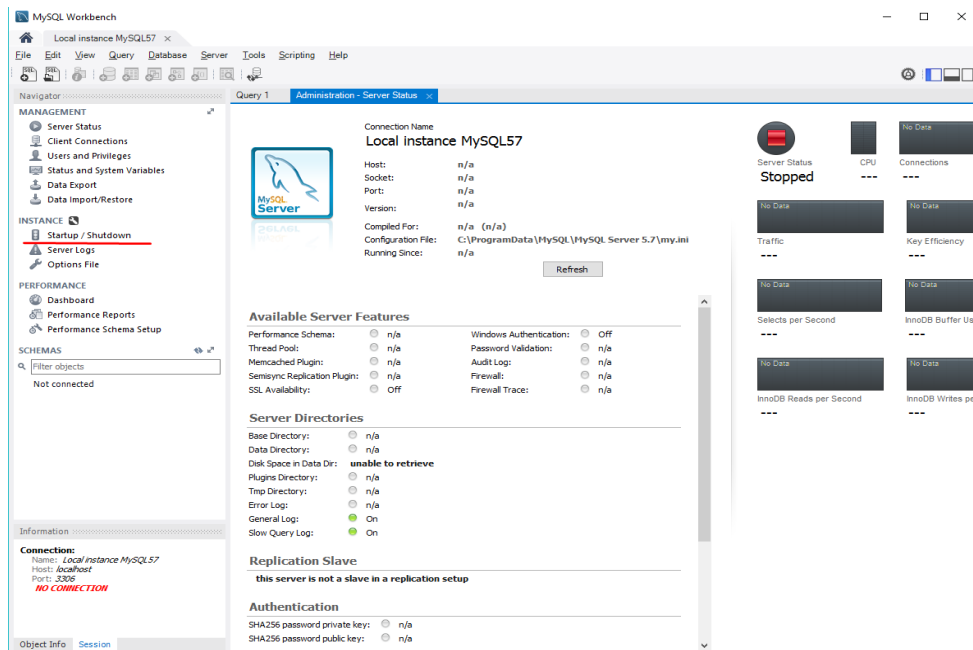 MySQL Workbench
Local instance MySQL57 ×
File Edit View Query Database Server Tools Scripting Help
Navigator
MANAGEMENT
Server Status
Client Connections
Users and Privileges
Status and System Variables
Data Export
Data Import/Restore
INSTANCE
Startup / Shutdown
Server Logs
Options File
PERFORMANCE
Dashboard
Performance Reports
Performance Schema Setup
SCHEMAS
Filter objects
Not connected
Information
Connection:
Name: Local instance MySQL57
Host: localhost
Port: 3306
NO CONNECTION
Object Info Session
Query 1 Administration - Server Status ×
MySQL
Server
Connection Name
Local instance MySQL57
Host: n/a
Socket: n/a
Port: n/a
Version: n/a
Compiled For: n/a (n/a)
Configuration File: C:\ProgramData\MySQL\MySQL Server 5.7\my.ini
Running Since: n/a
Refresh
Available Server Features
Performance Schema: n/a Windows Authentication: Off
Thread Pool: n/a Password Validation: n/a
Memcached Plugin: n/a Audit Log: n/a
Semisync Replication Plugin: n/a Firewall: n/a
SSL Availability: Off Firewall Trace: n/a
Server Directories
Base Directory: n/a
Data Directory: n/a
Disk Space in Data Dir: unable to retrieve
Plugins Directory: n/a
Tmp Directory: n/a
Error Log: n/a
General Log: On
Slow Query Log: On
Replication Slave
this server is not a slave in a replication setup
Authentication
SHA256 password private key: n/a
SHA256 password public key: n/a
No Data
Server Status CPU Connections
Stopped --- ---
No Data No Data
Traffic Key Efficiency
--- ---
No Data No Data
Selects per Second InnoDB Buffer Us
--- ---
No Data No Data
InnoDB Reads per Second InnoDB Writes pe
--- ---